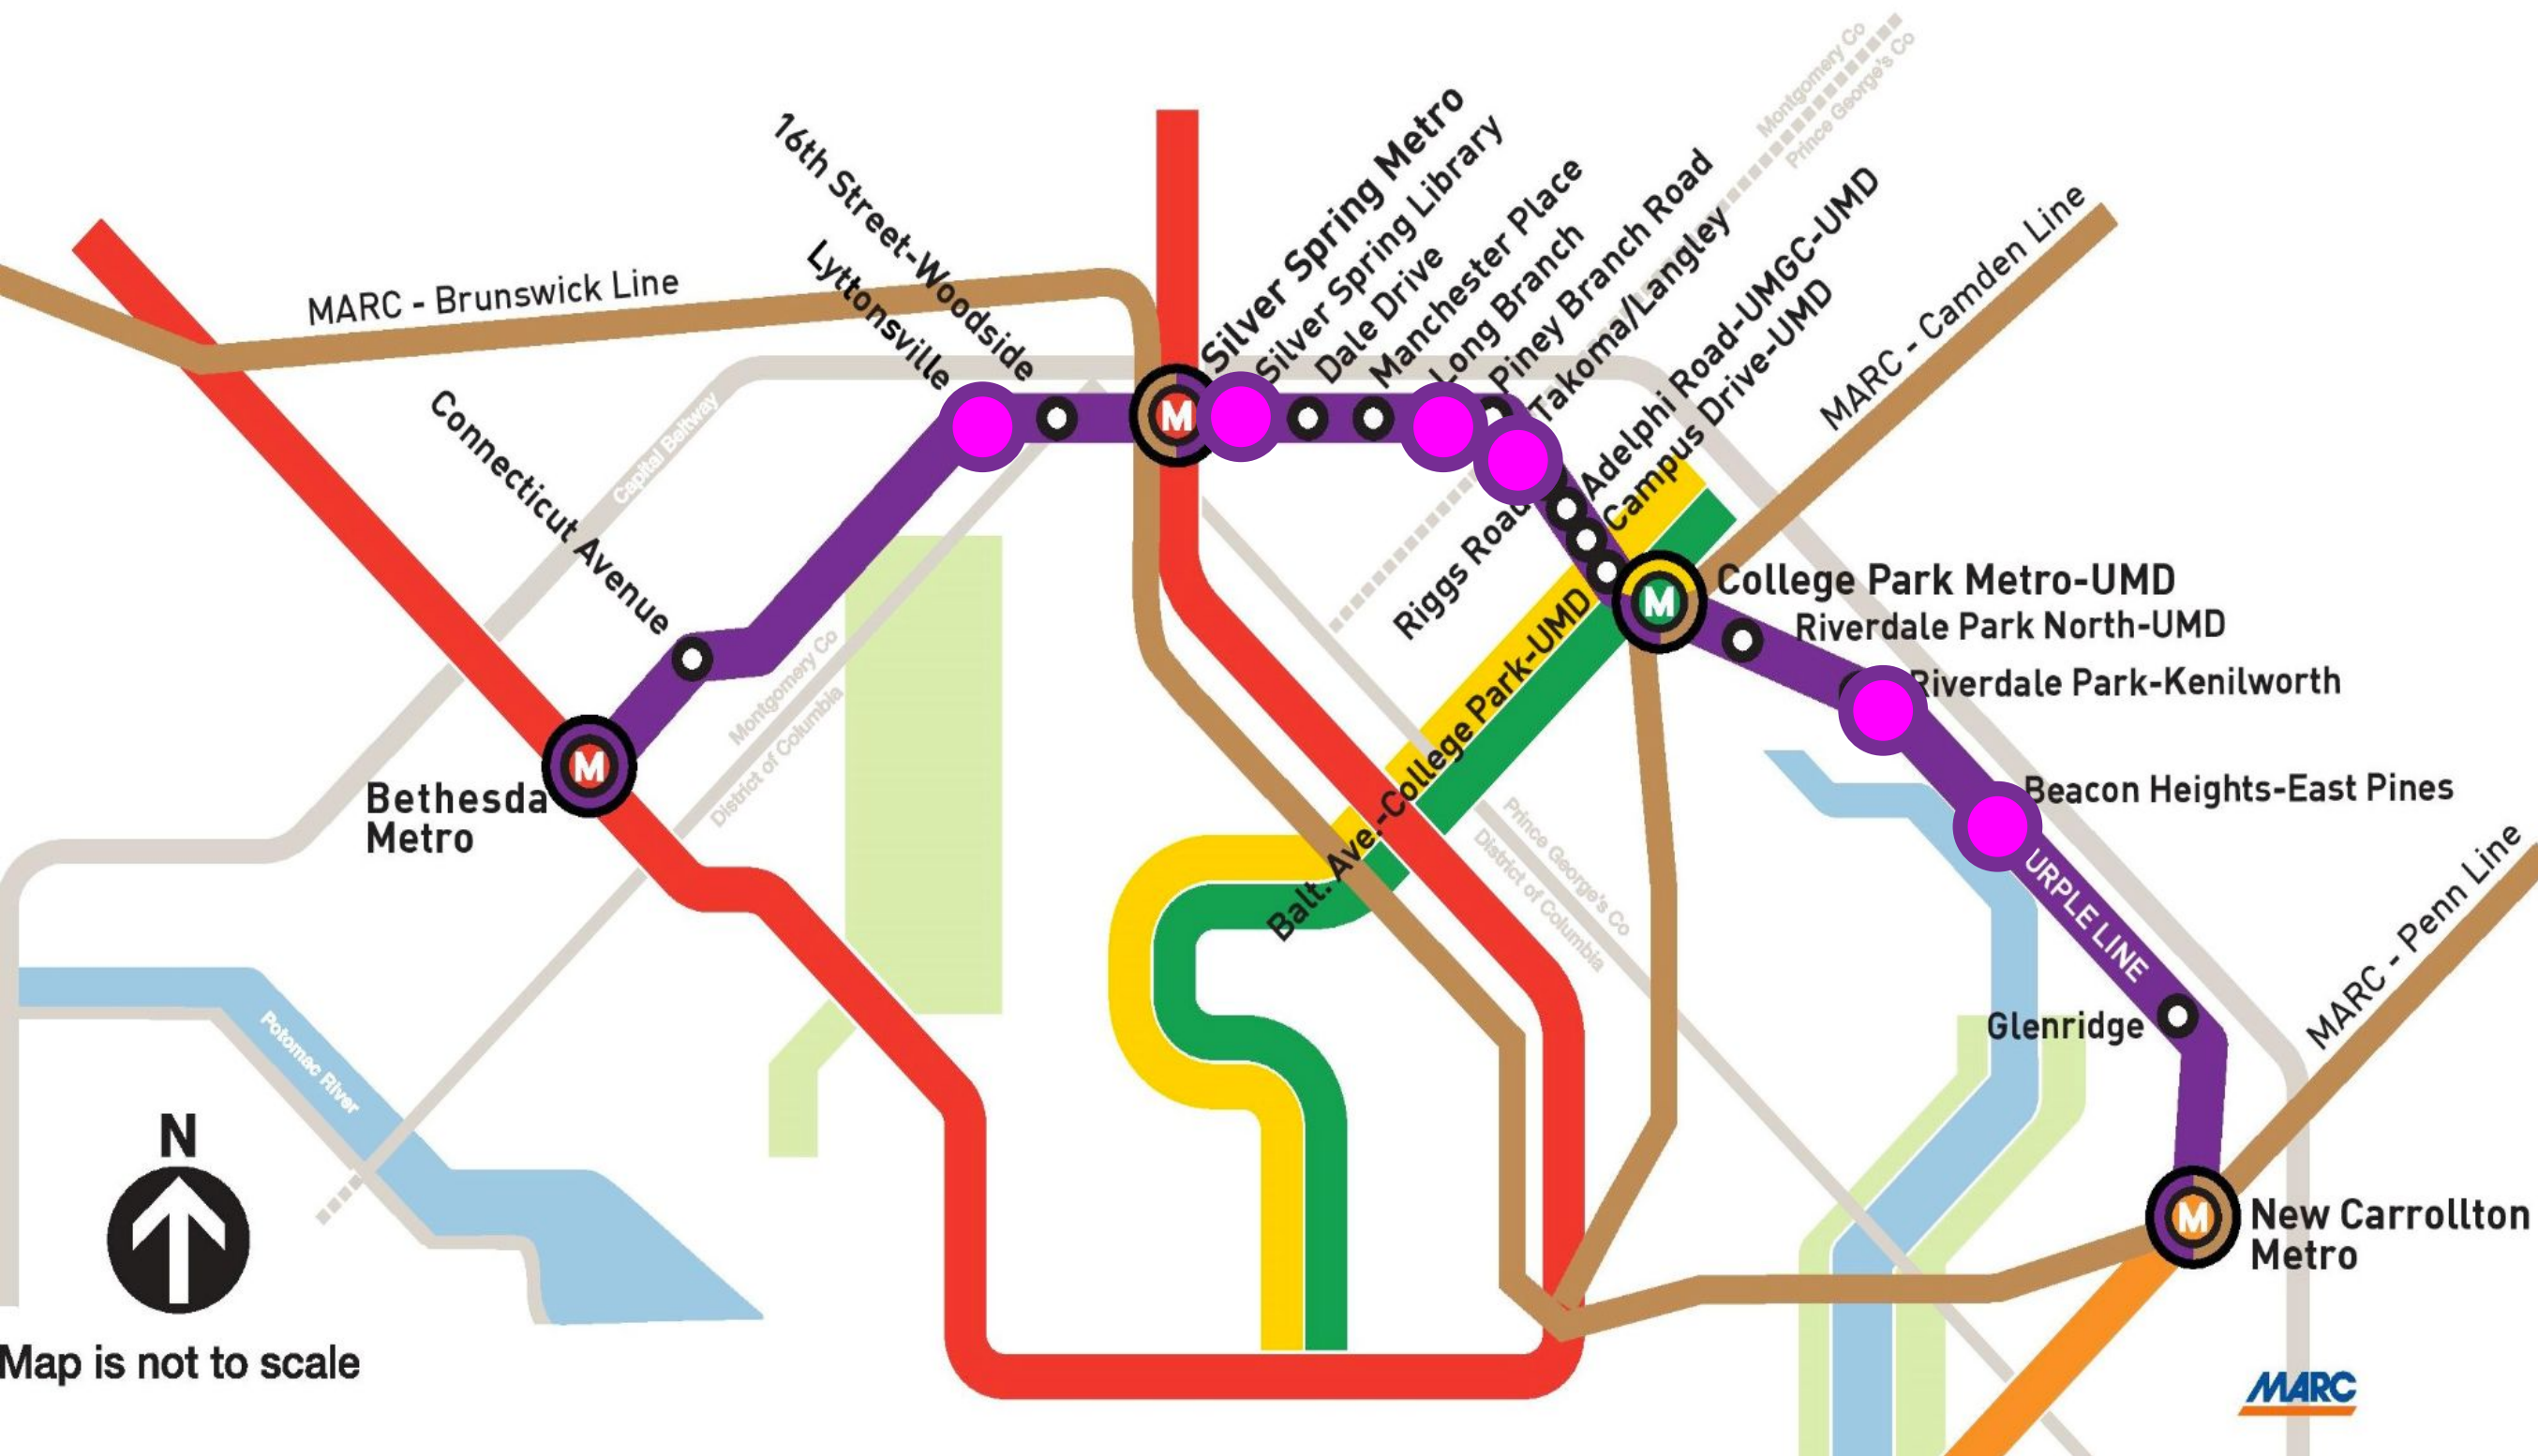 Montgomery Co
Prince George's Co
16th Street-Woodside
Lyttonsville
Silver Spring Metro
Silver Spring Library
Dale Drive
Manchester Place
Long Branch
Piney Branch Road
Takoma/Langley
Adelphi Road-UMGC-UMD
Campus Drive-UMD
MARC - Camden Line
MARC - Brunswick Line
Connecticut Avenue
Capital Beltway
Riggs Road
College Park Metro-UMD
Riverdale Park North-UMD
Riverdale Park-Kenilworth
Balt. Ave.-College Park-UMD
Montgomery Co
District of Columbia
Bethesda
Metro
M
M
M
Beacon Heights-East Pines
Prince George's Co
District of Columbia
URPLE LINE
MARC - Penn Line
Glenridge
Potomac River
N
M
New Carrollton
Metro
Map is not to scale
MARC